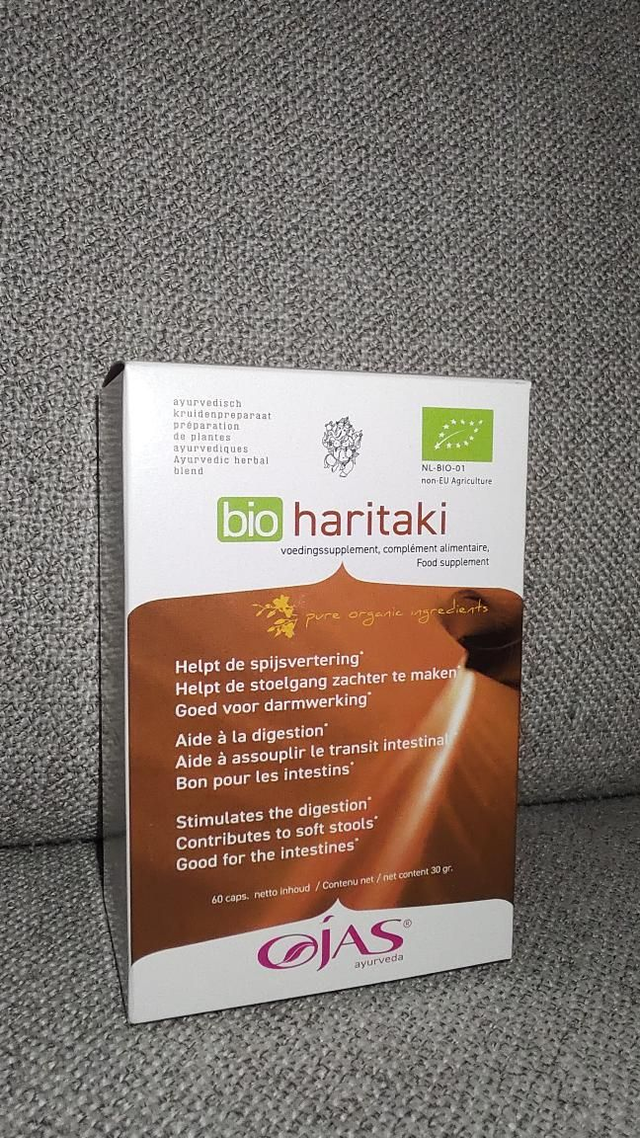 ayurvedisch
kruidenpreparaat
préparation
de plantes
ayurvediques
Ayurvedic herbal
blend
NL-BIO-01
non-EU Agriculture
bio haritaki
voedingssupplement, complément alimentaire,
Food supplement
pure organic ingredients
Helpt de spijsvertering*
Helpt de stoelgang zachter te maken*
Goed voor darmwerking*
Aide à la digestion*
Aide à assouplir le transit intestinal*
Bon pour les intestins*
Stimulates the digestion*
Contributes to soft stools*
Good for the intestines*
60 caps. netto inhoud / Contenu net / net content 30 gr.
OJAS®
ayurveda